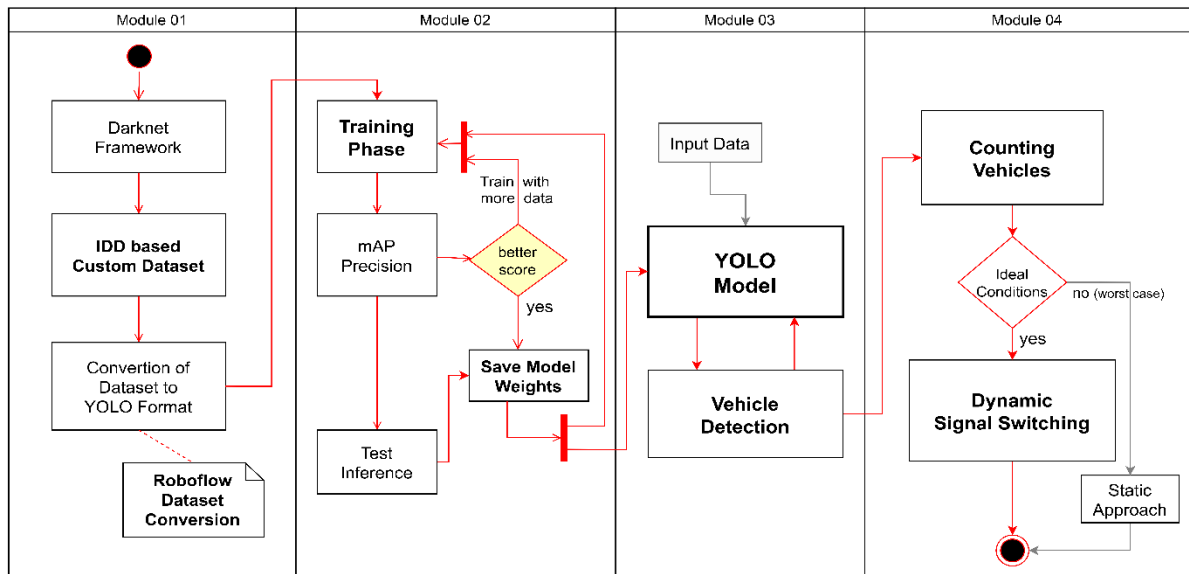 Module 01
Module 02
Module 03
Module 04
Darknet
Framework
IDD based
Custom Dataset
Convertion of
Dataset to
YOLO Format
Roboflow
Dataset
Conversion
Training
Phase
Train with
more data
mAP
Precision
better
score
yes
Save Model
Weights
Test
Inference
Input Data
YOLO
Model
Vehicle
Detection
Counting
Vehicles
Ideal
Conditions
no (worst case)
yes
Dynamic
Signal Switching
Static
Approach